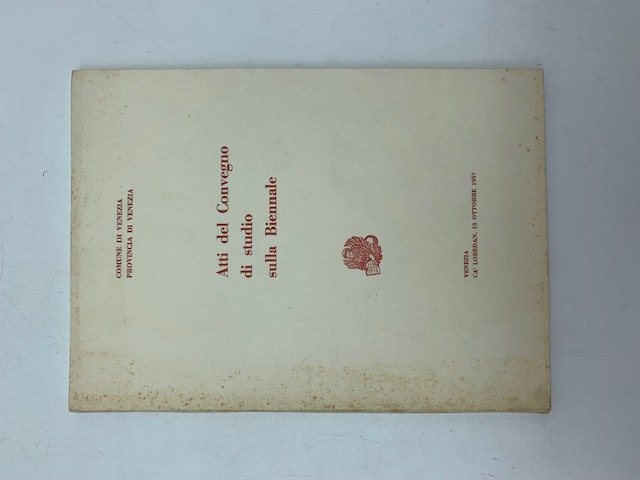 COMUNE DI VENEZIA
PROVINCIA DI VENEZIA
Atti del Convegno
di studio
sulla Biennale
VENEZIA
CA' LOREDAN, 13 OTTOBRE 1957